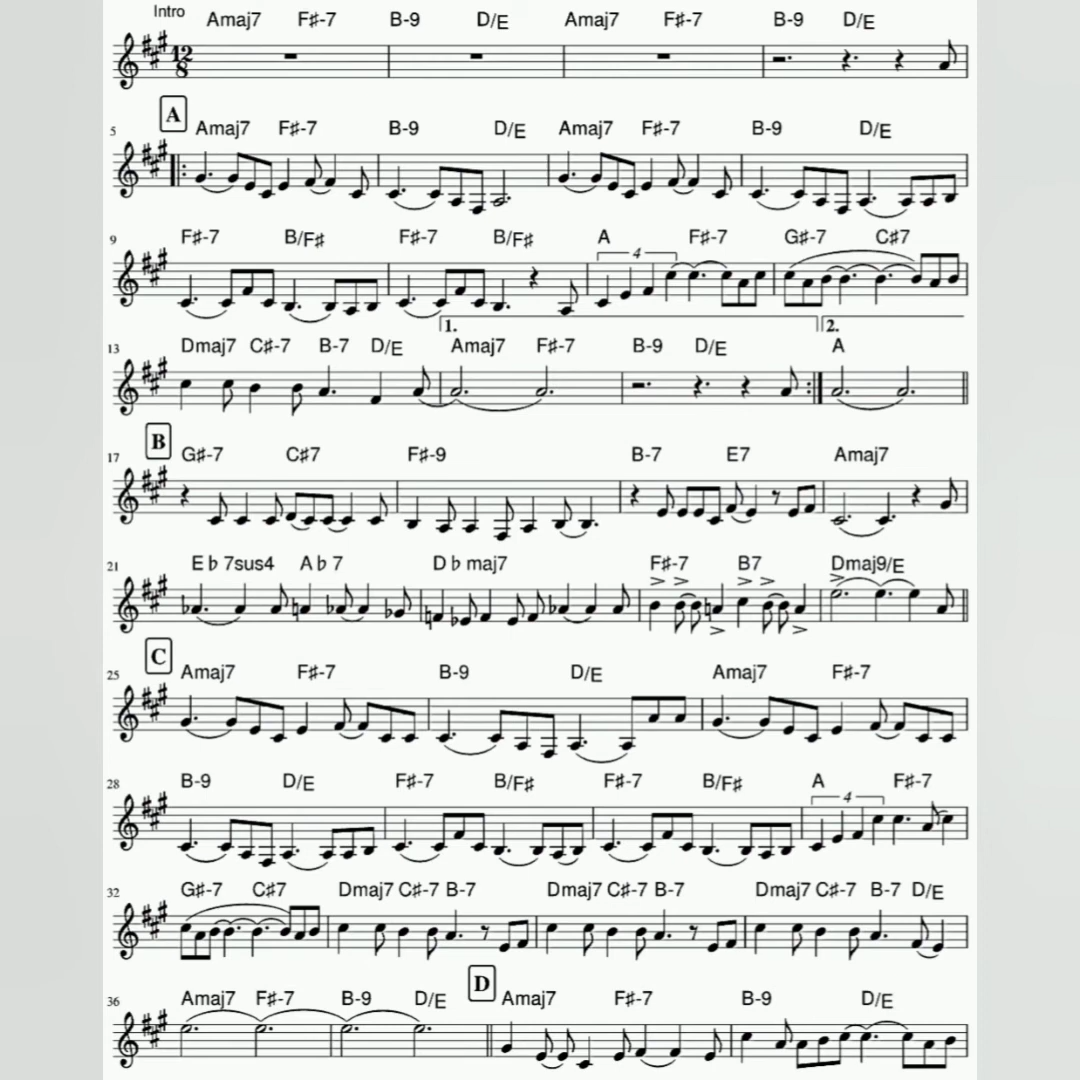 Intro Amaj7 F♯-7 B-9 D/E Amaj7 F♯-7 B-9 D/E
12
8
A
5 Amaj7 F♯-7 B-9 D/E Amaj7 F♯-7 B-9 D/E
9 F♯-7 B/F♯ F♯-7 B/F♯ A F♯-7 G♯-7 C♯7
4
1. 2.
13 Dmaj7 C♯-7 B-7 D/E Amaj7 F♯-7 B-9 D/E A
B
17 G♯-7 C♯7 F♯-9 B-7 E7 Amaj7
21 E♭7sus4 A♭7 D♭maj7 F♯-7 B7 Dmaj9/E
C
25 Amaj7 F♯-7 B-9 D/E Amaj7 F♯-7
28 B-9 D/E F♯-7 B/F♯ F♯-7 B/F♯ A F♯-7
4
32 G♯-7 C♯7 Dmaj7 C♯-7 B-7 Dmaj7 C♯-7 B-7 Dmaj7 C♯-7 B-7 D/E
D
36 Amaj7 F♯-7 B-9 D/E Amaj7 F♯-7 B-9 D/E